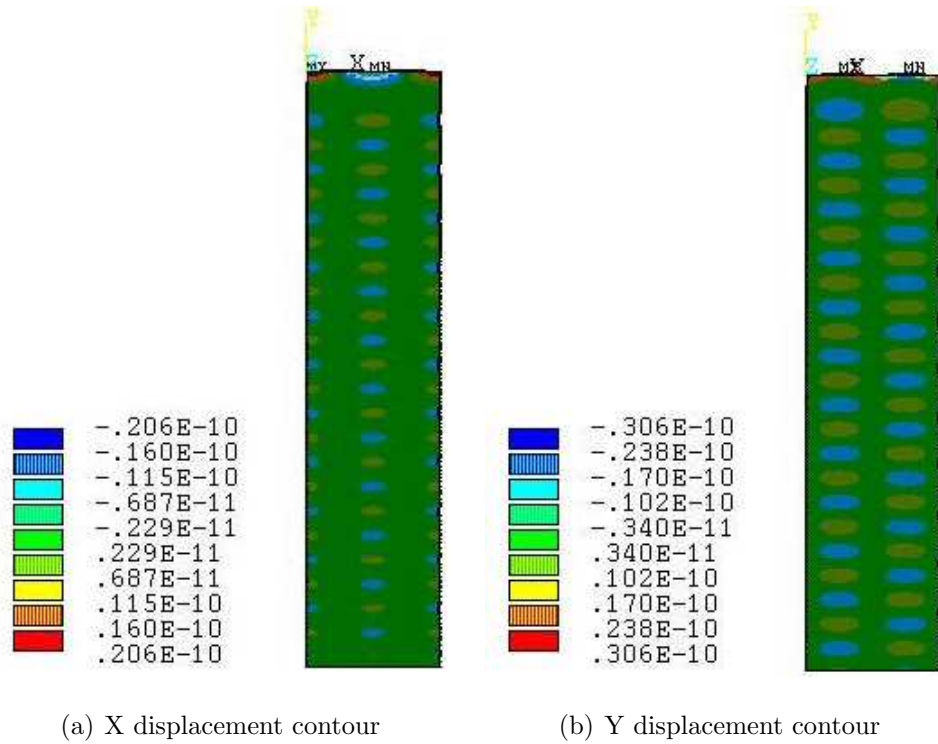 Y
Z MX X MN
-.206E-10
-.160E-10
-.115E-10
-.687E-11
-.229E-11
.229E-11
.687E-11
.115E-10
.160E-10
.206E-10
(a) X displacement contour
Y
Z MX X MN
-.306E-10
-.238E-10
-.170E-10
-.102E-10
-.340E-11
.340E-11
.102E-10
.170E-10
.238E-10
.306E-10
(b) Y displacement contour